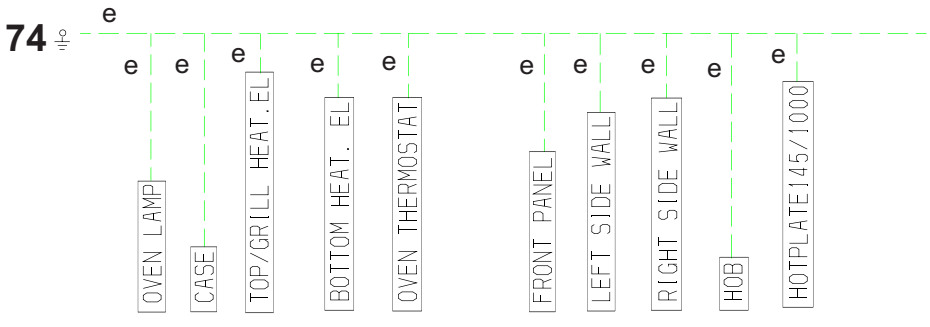 e
74
e e e e e e e e e e
OVEN LAMP
CASE
TOP/GRILL HEAT.EL
BOTTOM HEAT. EL
OVEN THERMOSTAT
FRONT PANEL
LEFT SIDE WALL
RIGHT SIDE WALL
HOB
HOTPLATE145/1000